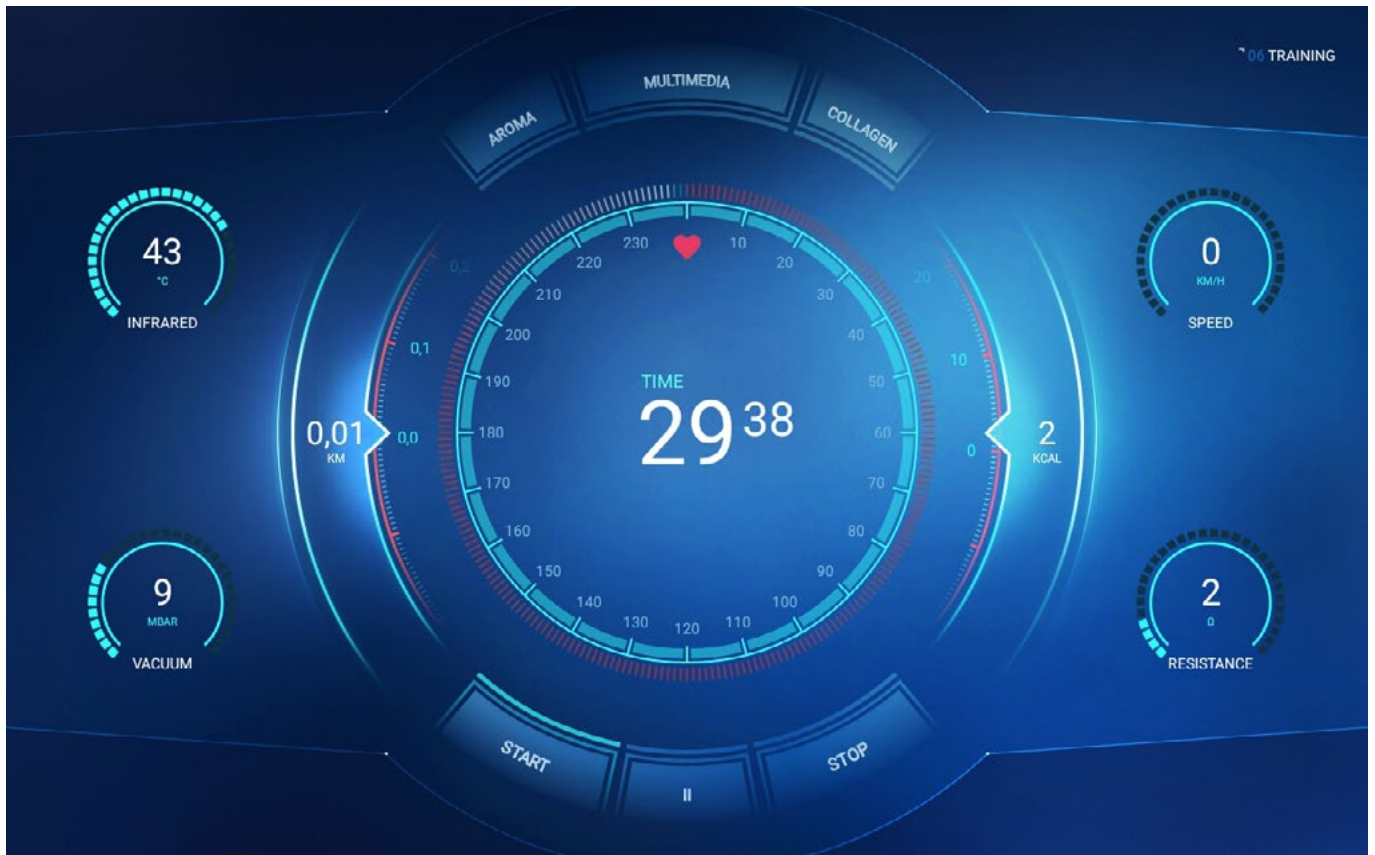 06 TRAINING
MULTIMEDIA
AROMA
COLLAGEN
43
°C
INFRARED
0
KM/H
SPEED
230
10
220
20
210
30
200
40
190
50
180
60
170
70
160
80
150
90
140
100
130
110
120
0,2
0,1
0,0
20
10
0
TIME
29 38
0,01
KM
2
KCAL
9
MBAR
VACUUM
2
Ω
RESISTANCE
START
II
STOP